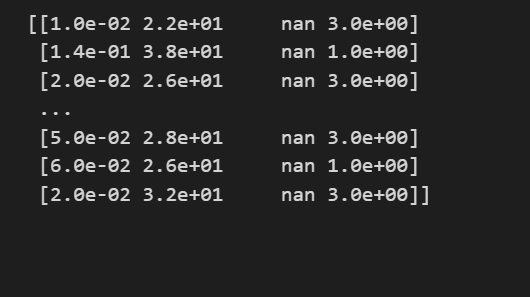 [[1.0e-02 2.2e+01     nan 3.0e+00]
 [1.4e-01 3.8e+01     nan 1.0e+00]
 [2.0e-02 2.6e+01     nan 3.0e+00]
 ...
 [5.0e-02 2.8e+01     nan 3.0e+00]
 [6.0e-02 2.6e+01     nan 1.0e+00]
 [2.0e-02 3.2e+01     nan 3.0e+00]]